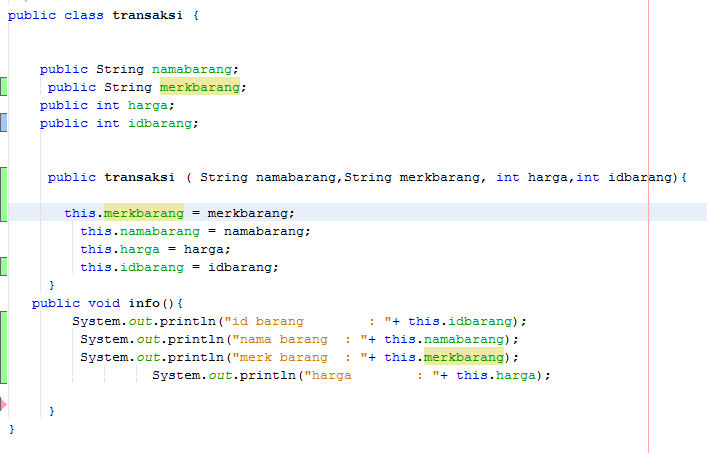 public class transaksi {
public String namabarang;
public String merkbarang;
public int harga;
public int idbarang;
public transaksi ( String namabarang,String merkbarang, int harga,int idbarang){
this.merkbarang = merkbarang;
this.namabarang = namabarang;
this.harga = harga;
this.idbarang = idbarang;
}
public void info(){
System.out.println("id barang        : "+ this.idbarang);
System.out.println("nama barang  : "+ this.namabarang);
System.out.println("merk barang  : "+ this.merkbarang);
System.out.println("harga        : "+ this.harga);
}
}